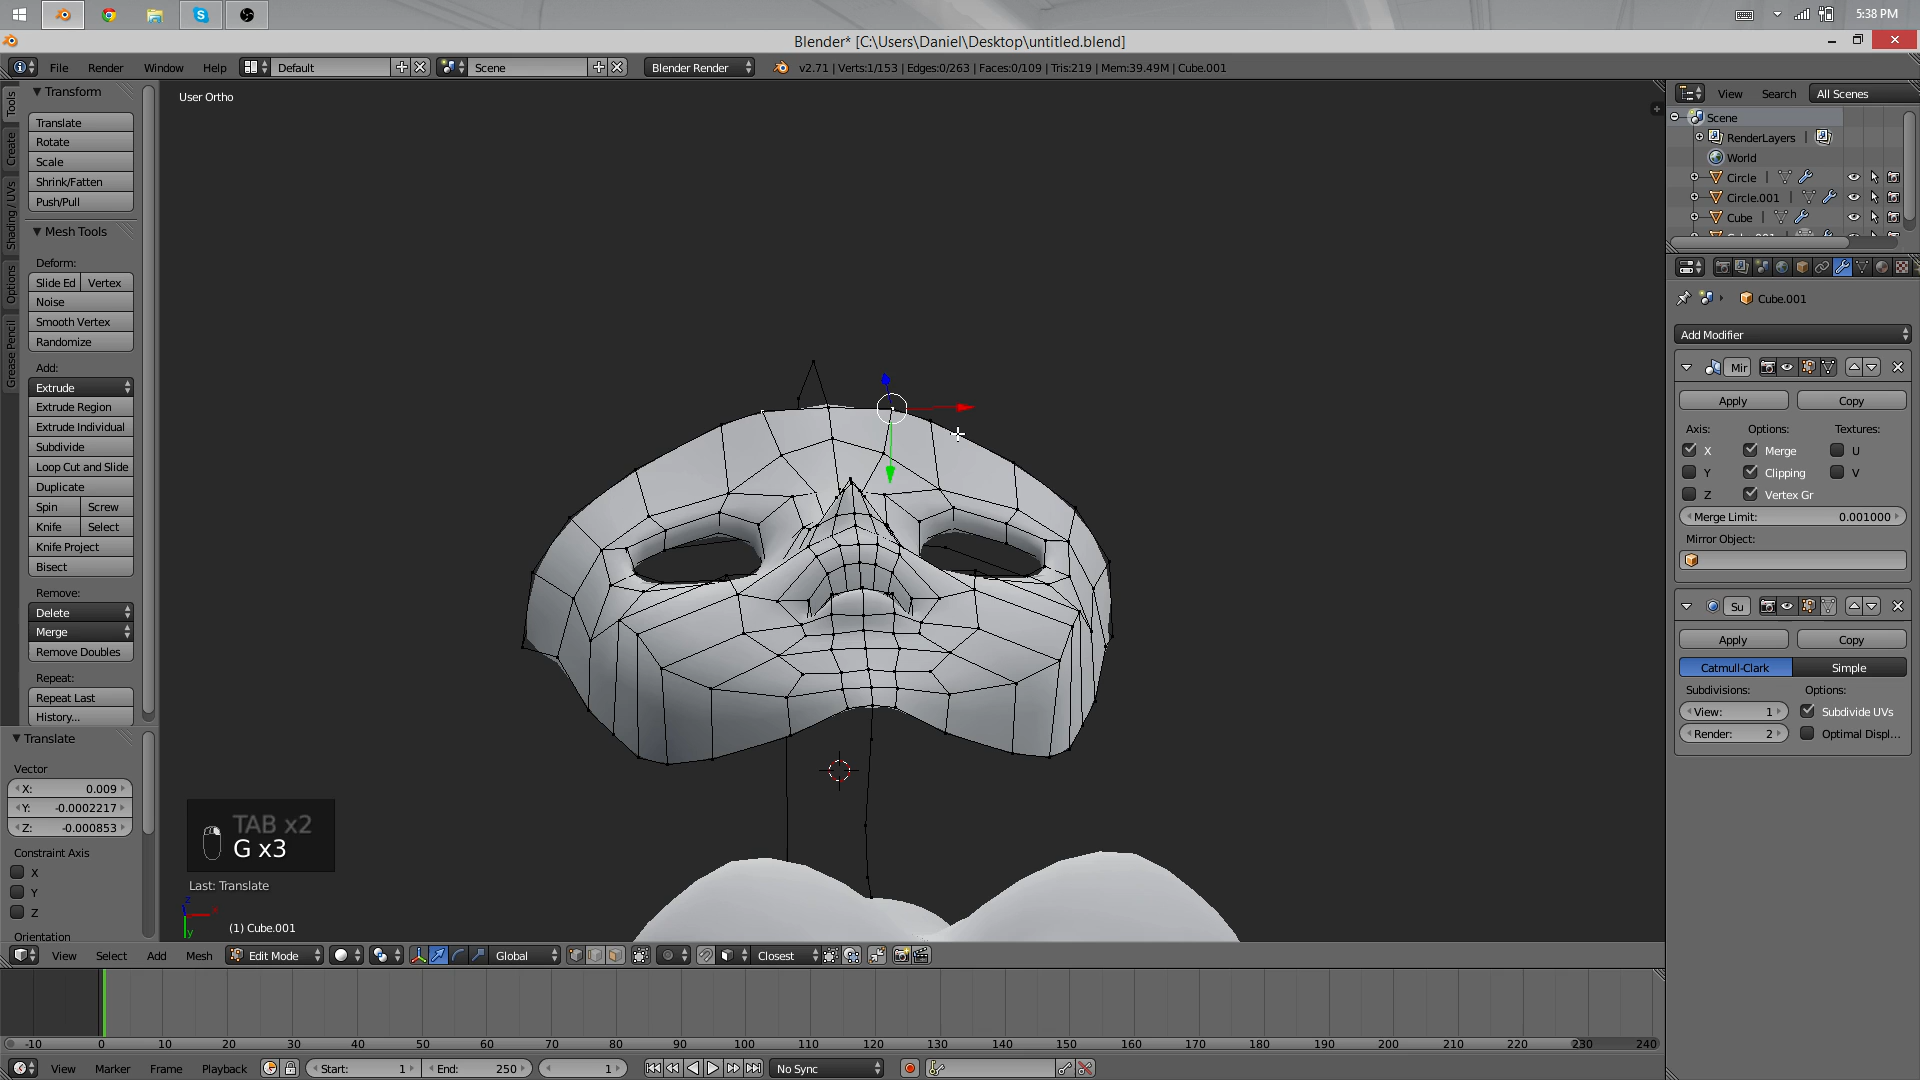 5:38 PM
Blender* [C:\Users\Daniel\Desktop\untitled.blend]
File Render Window Help Default Scene Blender Render v2.71 | Verts:1/153 | Edges:0/263 | Faces:0/109 | Tris:219 | Mem:39.49M | Cube.001
Tools
Create
Shading / UVs
Options
Grease Pencil
Transform
Translate
Rotate
Scale
Shrink/Fatten
Push/Pull
Mesh Tools
Deform:
Slide Ed Vertex
Noise
Smooth Vertex
Randomize
Add:
Extrude
Extrude Region
Extrude Individual
Subdivide
Loop Cut and Slide
Duplicate
Spin Screw
Knife Select
Knife Project
Bisect
Remove:
Delete
Merge
Remove Doubles
Repeat:
Repeat Last
History...
Translate
Vector
X: 0.009
Y: -0.0002217
Z: -0.000853
Constraint Axis
X
Y
Z
Orientation
User Ortho
TAB x2
G x3
Last: Translate
z
y
(1) Cube.001
View Search All Scenes
Scene
RenderLayers
World
Circle
Circle.001
Cube
Cube.001
Add Modifier
Mir
Apply Copy
Axis: Options: Textures:
X Merge U
Y Clipping V
Z Vertex Gr
Merge Limit: 0.001000
Mirror Object:
Su
Apply Copy
Catmull-Clark Simple
Subdivisions: Options:
View: 1 Subdivide UVs
Render: 2 Optimal Displ...
View Select Add Mesh Edit Mode Global Closest
-10 0 10 20 30 40 50 60 70 80 90 100 110 120 130 140 150 160 170 180 190 200 210 220 230 240
View Marker Frame Playback Start: 1 End: 250 1 No Sync